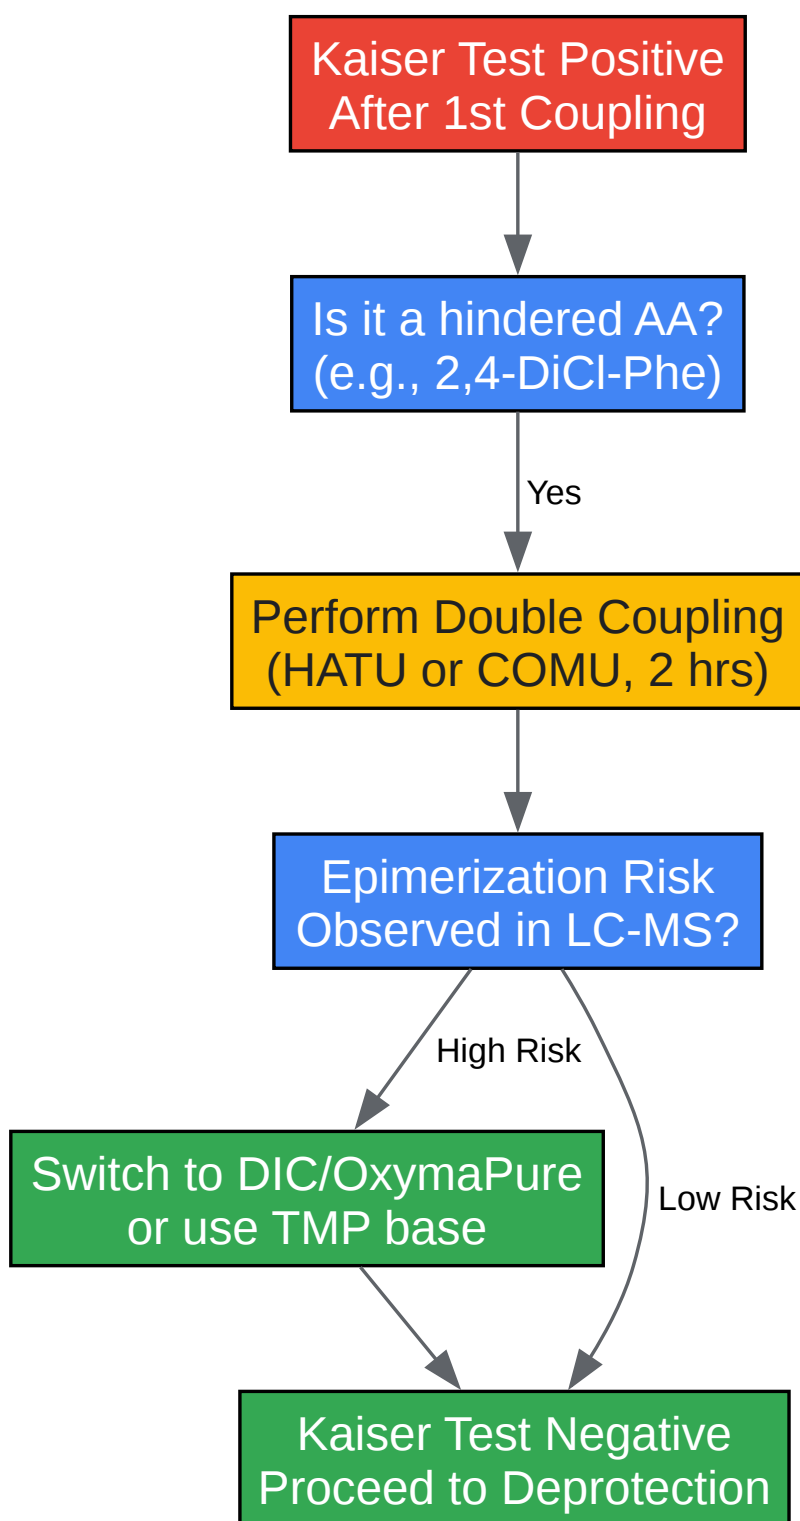 Kaiser Test Positive
After 1st Coupling
Is it a hindered AA?
(e.g., 2,4-DiCl-Phe)
Yes
Perform Double Coupling
(HATU or COMU, 2 hrs)
Epimerization Risk
Observed in LC-MS?
High Risk
Switch to DIC/OxymaPure
or use TMP base
Low Risk
Kaiser Test Negative
Proceed to Deprotection